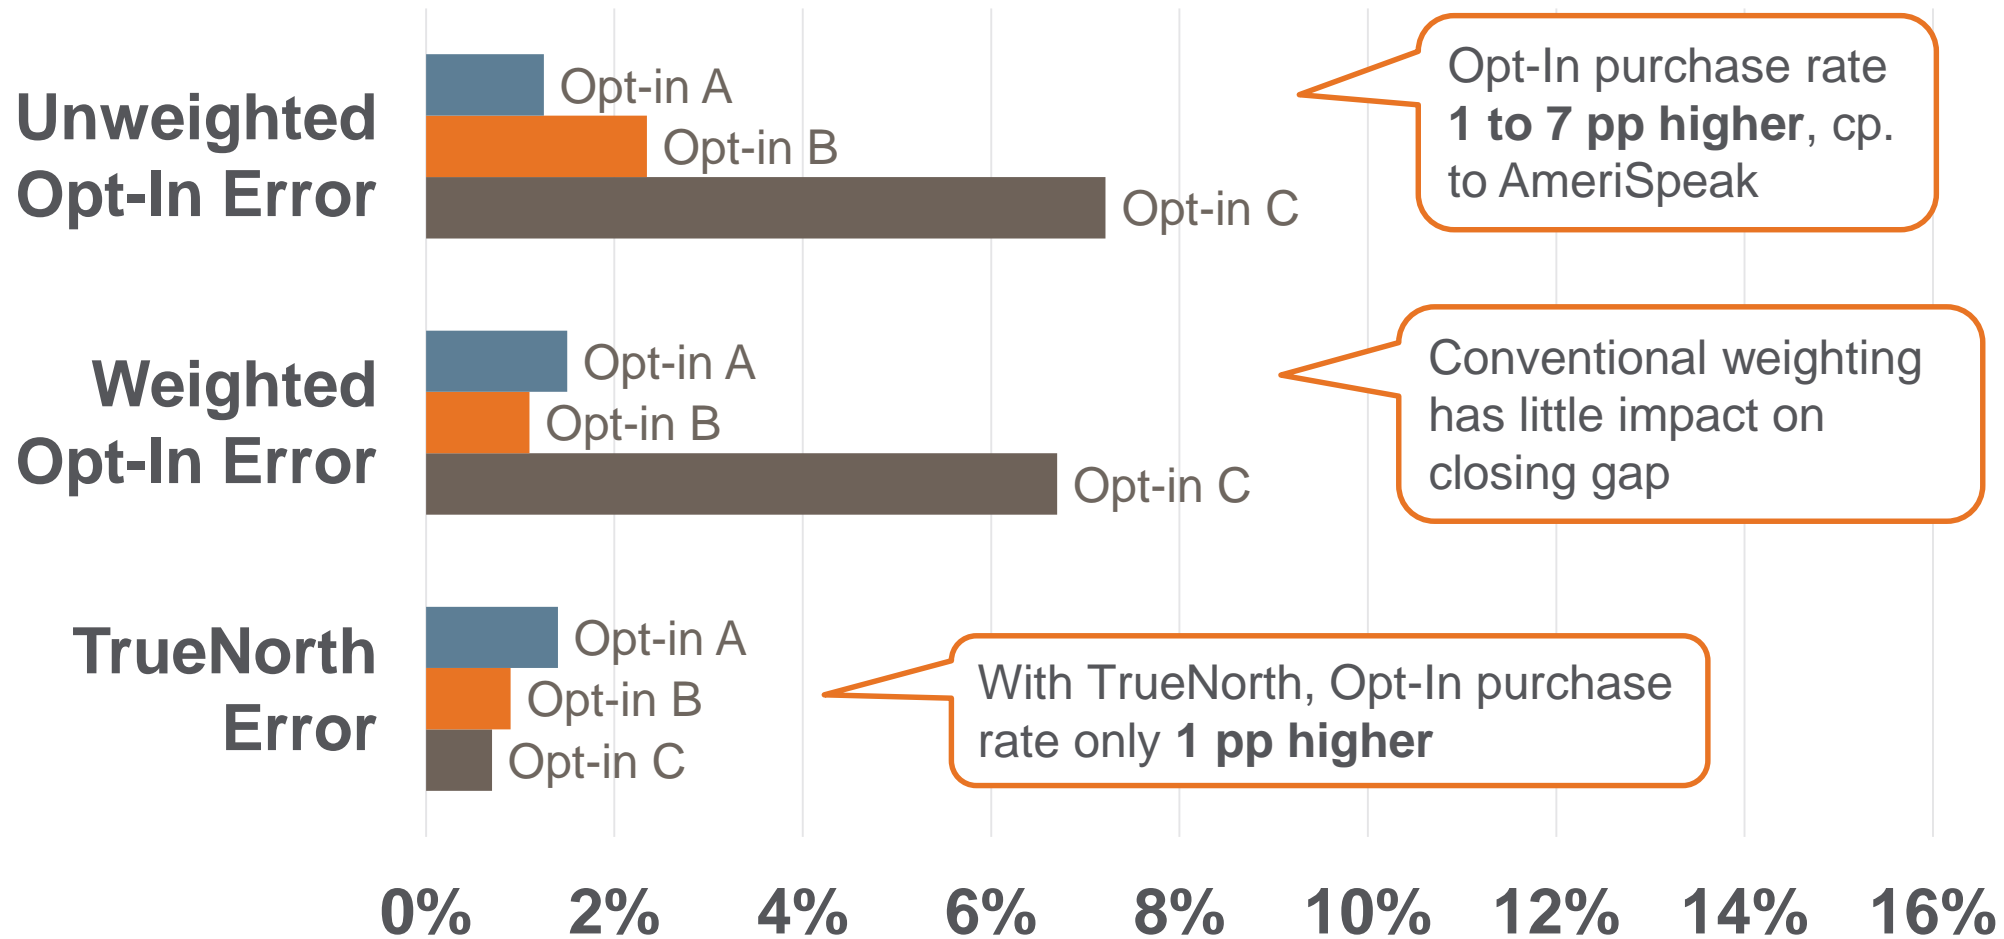 Unweighted
Opt-In Error
Opt-in A
Opt-in B
Opt-in C
Opt-In purchase rate
1 to 7 pp higher, cp.
to AmeriSpeak
Weighted
Opt-In Error
Opt-in A
Opt-in B
Opt-in C
Conventional weighting
has little impact on
closing gap
TrueNorth
Error
Opt-in A
Opt-in B
Opt-in C
With TrueNorth, Opt-In purchase
rate only 1 pp higher
0% 2% 4% 6% 8% 10% 12% 14% 16%